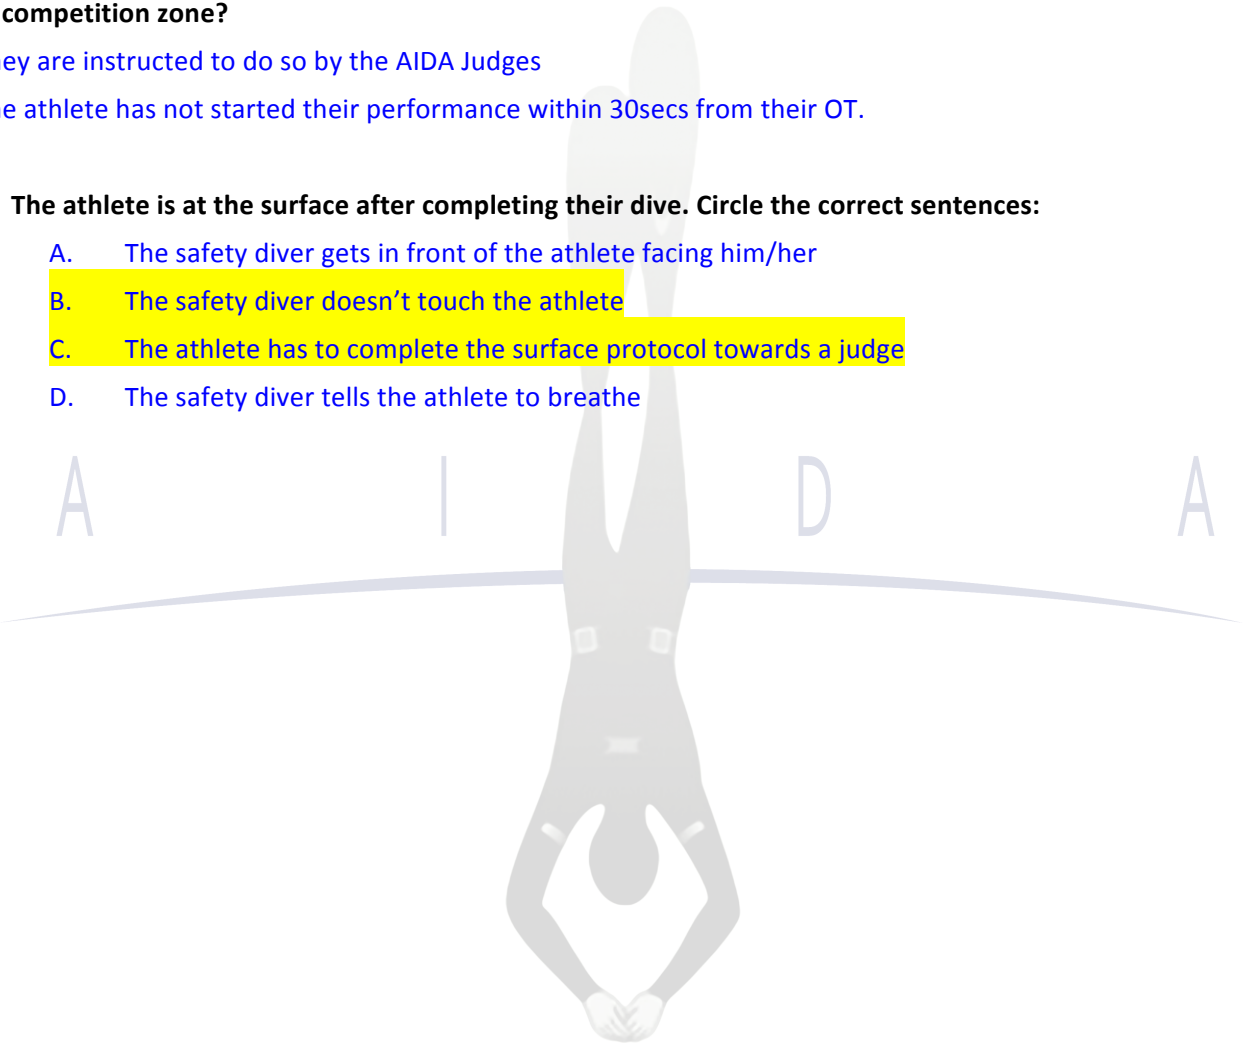 competition zone?
ey are instructed to do so by the AIDA Judges
e athlete has not started their performance within 30secs from their OT.
The athlete is at the surface after completing their dive. Circle the correct sentences:
A. The safety diver gets in front of the athlete facing him/her
B. The safety diver doesn’t touch the athlete
C. The athlete has to complete the surface protocol towards a judge
D. The safety diver tells the athlete to breathe
A I D A